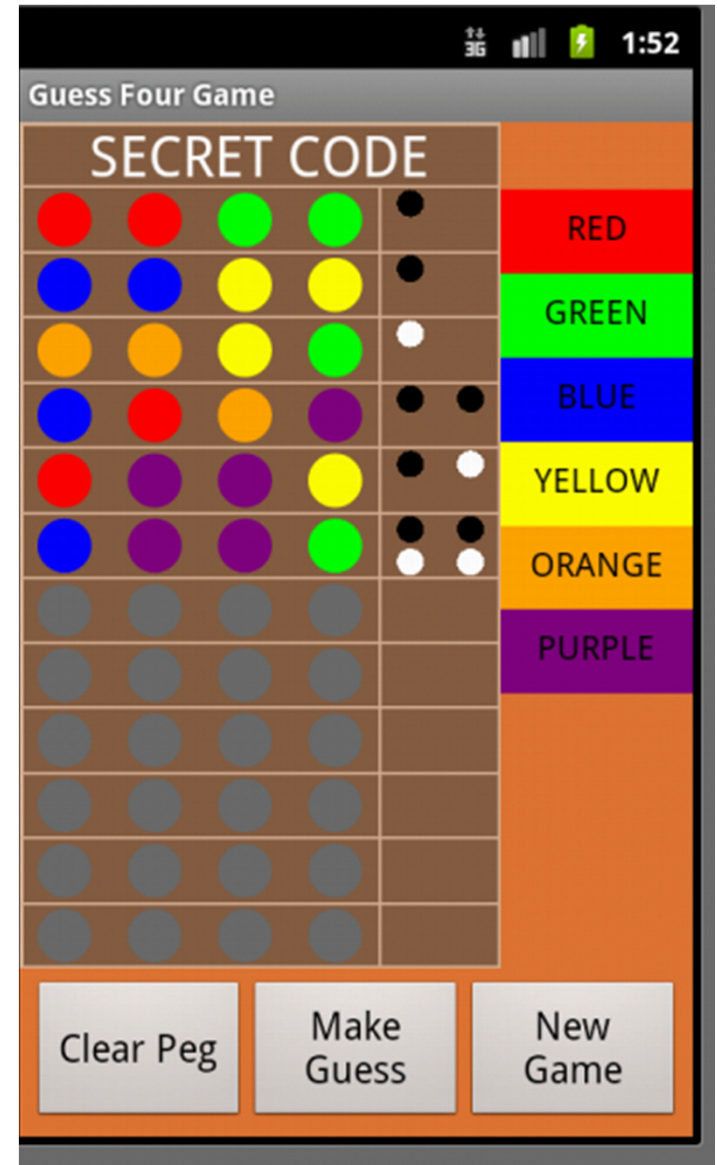 3G 1:52
Guess Four Game
SECRET CODE
RED
GREEN
BLUE
YELLOW
ORANGE
PURPLE
Clear Peg
Make
Guess
New
Game